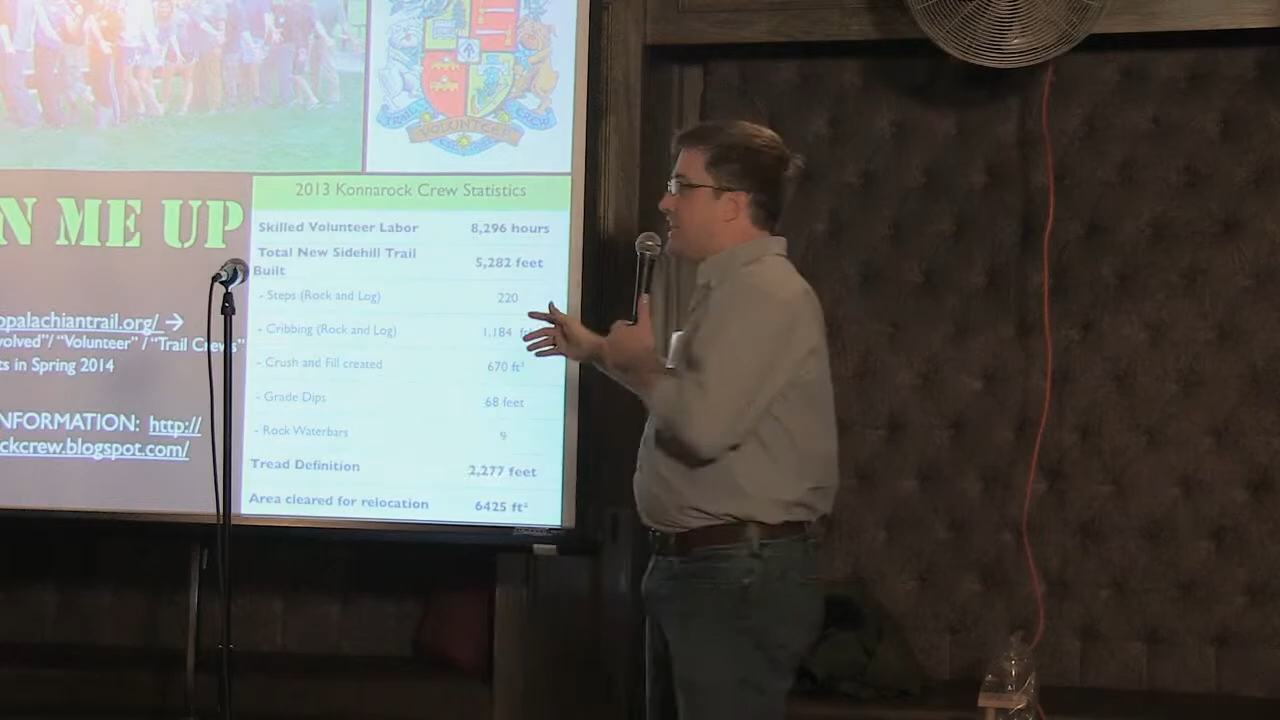 TRAIL
CREW
VOLUNTEER
N ME UP
ppalachiantrail.org/ →
volved"/ "Volunteer" / "Trail Crews"
ts in Spring 2014
NFORMATION: http://
ckcrew.blogspot.com/
2013 Konnarock Crew Statistics
Skilled Volunteer Labor 8,296 hours
Total New Sidehill Trail
Built 5,282 feet
- Steps (Rock and Log) 220
- Cribbing (Rock and Log) 1,184
- Crush and Fill created 670 ft³
- Grade Dips 68 feet
- Rock Waterbars 9
Tread Definition 2,277 feet
Area cleared for relocation 6425 ft²